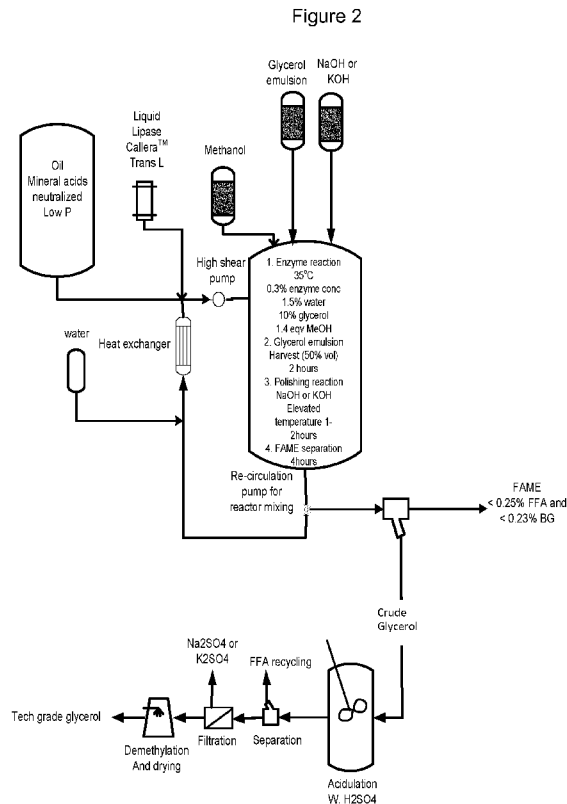 Figure 2
Glycerol
emulsion
NaOH or
KOH
Liquid
Lipase
Callera™
Trans L
Methanol
Oil
Mineral acids
neutralized
Low P
High shear
pump
1. Enzyme reaction
35°C
0.3% enzyme conc
1.5% water
10% glycerol
1.4 eqv MeOH
2. Glycerol emulsion
Harvest (50% vol)
2 hours
3. Polishing reaction
NaOH or KOH
Elevated
temperature 1-
2hours
4. FAME separation
4hours
water
Heat exchanger
Re-circulation
pump for
reactor mixing
FAME
< 0.25% FFA and
< 0.23% BG
Crude
Glycerol
Na2SO4 or
K2SO4
FFA recycling
Tech grade glycerol
Demethylation
And drying
Filtration
Separation
Acidulation
W. H2SO4